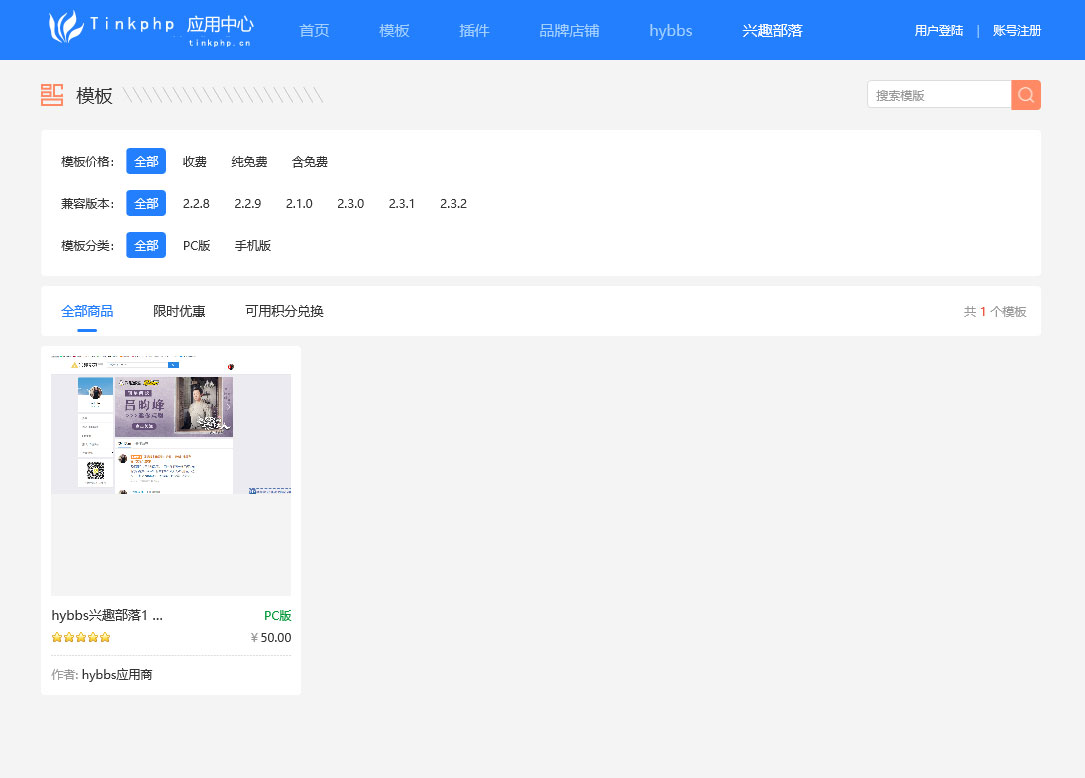 Tinkphp 应用中心
tinkphp.cn
首页 模板 插件 品牌店铺 hybbs 兴趣部落 用户登陆 | 账号注册
模板
搜索模版
模板价格: 全部 收费 纯免费 含免费
兼容版本: 全部 2.2.8 2.2.9 2.1.0 2.3.0 2.3.1 2.3.2
模板分类: 全部 PC版 手机版
全部商品 限时优惠 可用积分兑换 共 1 个模板
吕昀峰
hybbs兴趣部落1 ... PC版
¥ 50.00
作者: hybbs应用商